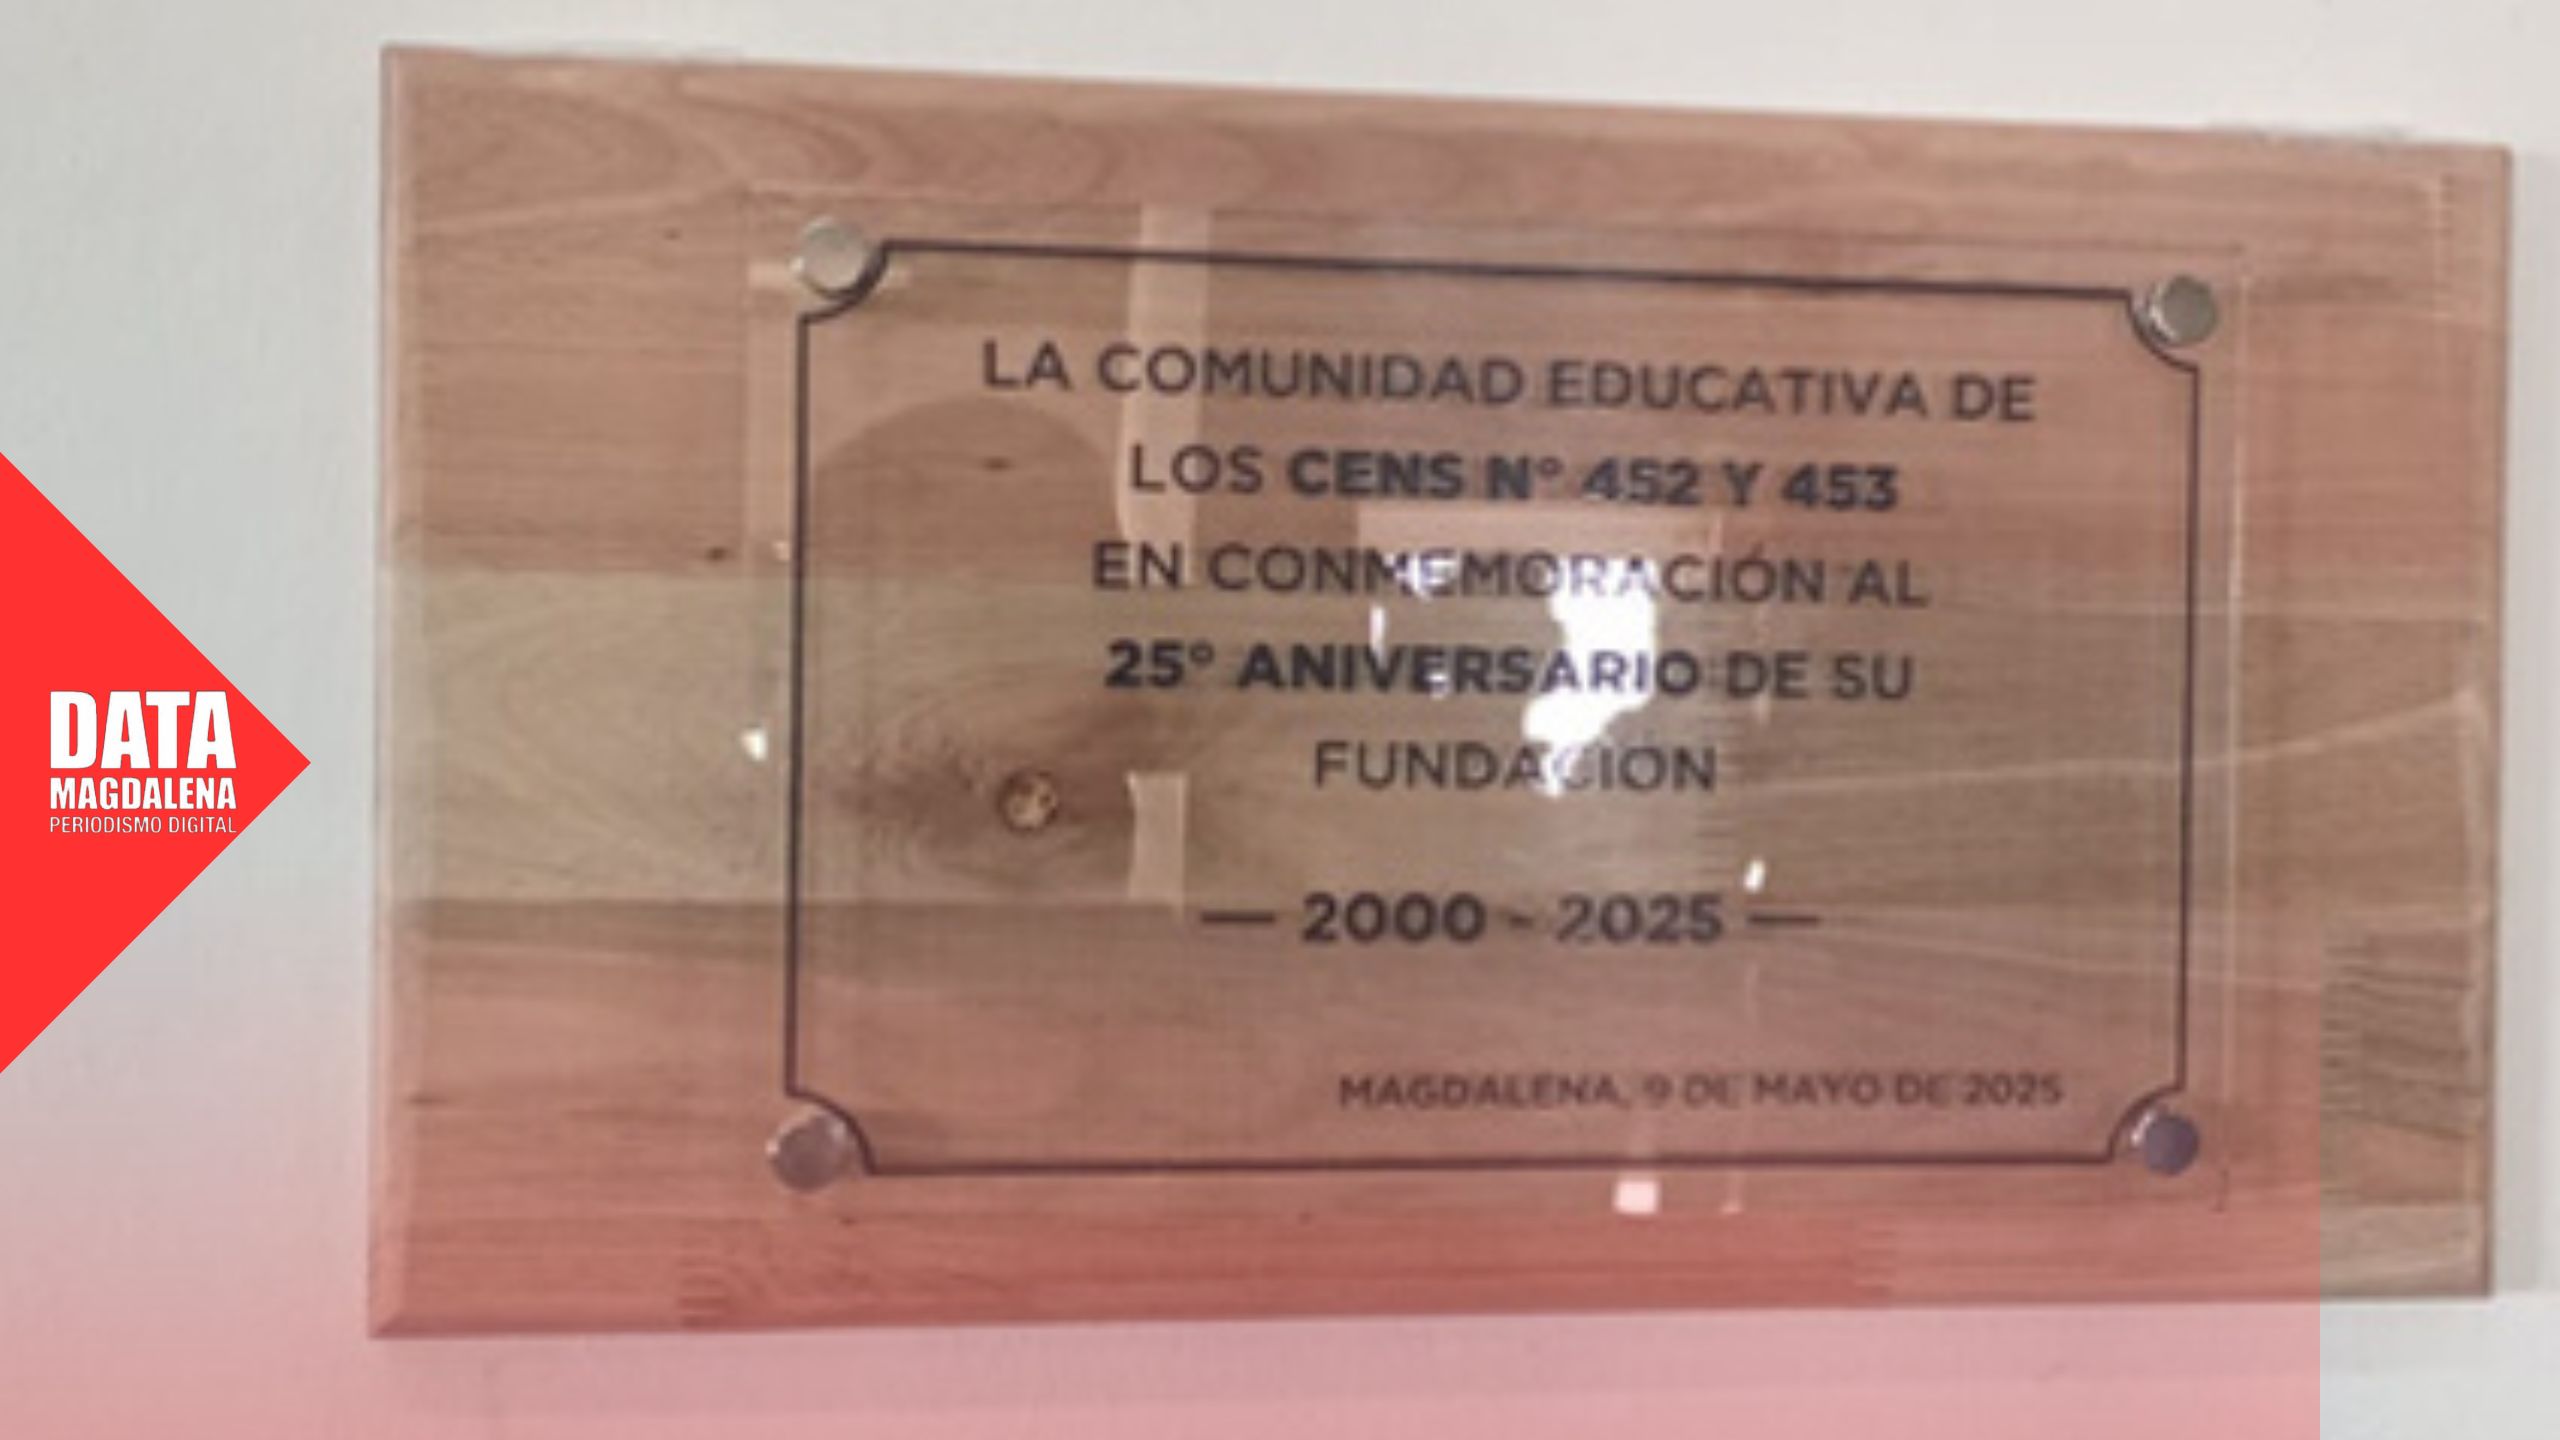 LA COMUNIDAD EDUCATIVA DE
LOS CENS N° 452 Y 453
EN CONMEMORACIÓN AL
25° ANIVERSARIO DE SU
FUNDACIÓN
— 2000 - 2025 —
MAGDALENA, 9 DE MAYO DE 2025
DATA
MAGDALENA
PERIODISMO DIGITAL